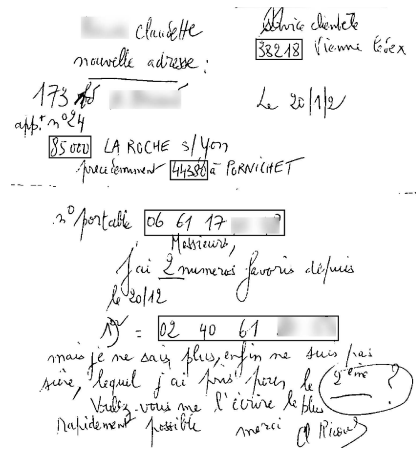 Claudette
Service clientèle
38218 Vienne Cédex
nouvelle adresse :
173 Bd
app.t n°24
Le 20/1/2
85000 LA ROCHE s/Yon
précédemment 44380 à PORNICHET
n° portable 06 61 17
Messieurs,
J'ai 2 numeros favoris depuis
le 20/12
1) = 02 40 61
mais je ne sais plus, enfin ne suis pas
sûre, lequel j'ai pris pour le 2ème ?
Voulez-vous me l'écrire le plus
rapidement possible merci